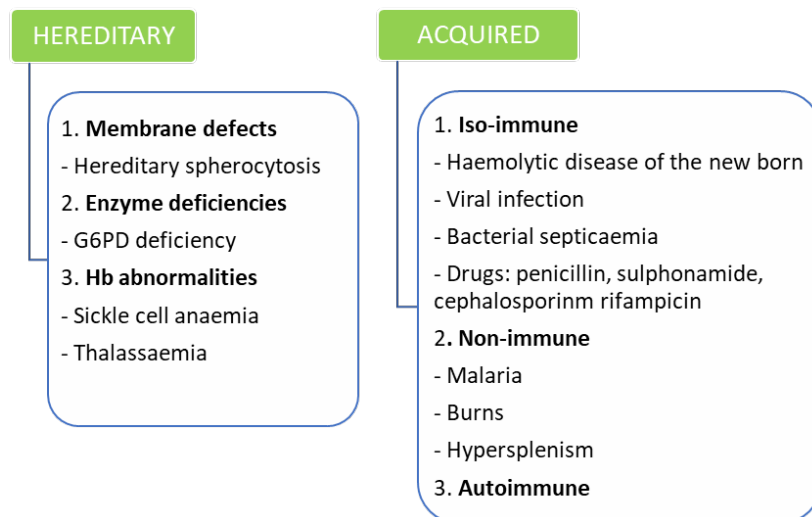 HEREDITARY
1. Membrane defects
- Hereditary spherocytosis
2. Enzyme deficiencies
- G6PD deficiency
3. Hb abnormalities
- Sickle cell anaemia
- Thalassaemia
ACQUIRED
1. Iso-immune
- Haemolytic disease of the new born
- Viral infection
- Bacterial septicaemia
- Drugs: penicillin, sulphonamide,
cephalosporinm rifampicin
2. Non-immune
- Malaria
- Burns
- Hypersplenism
3. Autoimmune